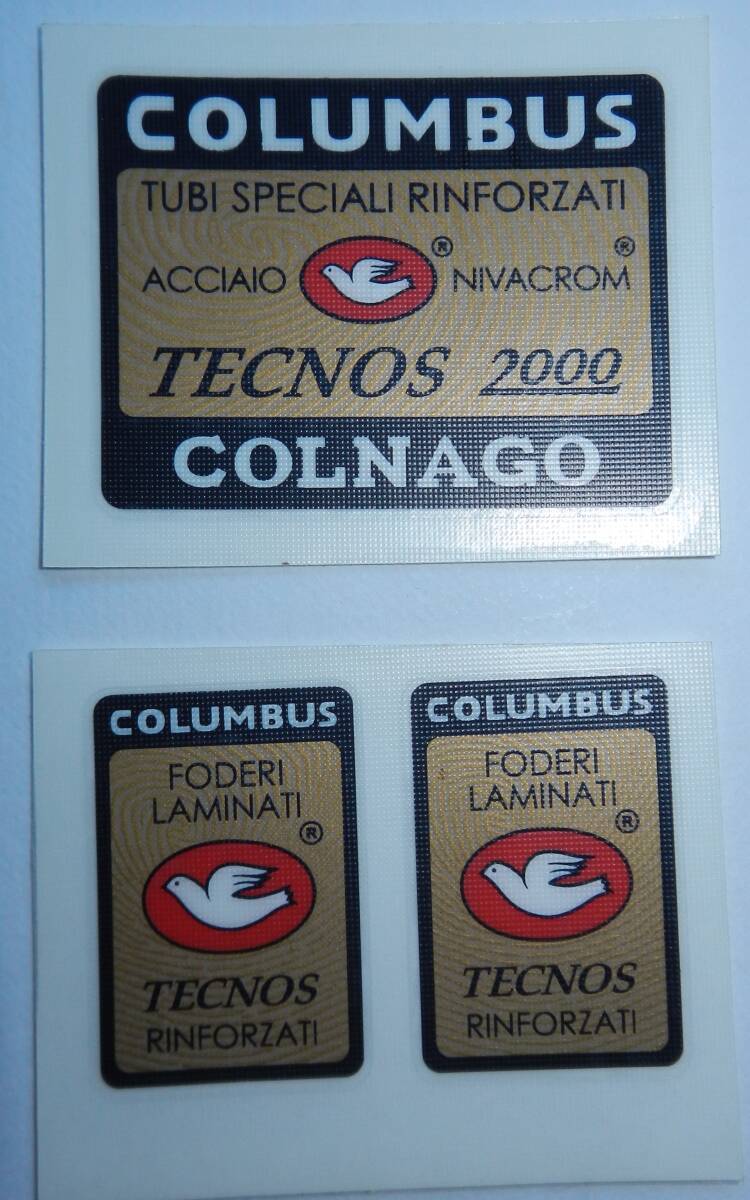 COLUMBUS
TUBI SPECIALI RINFORZATI
ACCIAIO ® NIVACROM®
TECNOS 2000
COLNAGO
COLUMBUS
FODERI
LAMINATI
®
TECNOS
RINFORZATI
COLUMBUS
FODERI
LAMINATI
®
TECNOS
RINFORZATI